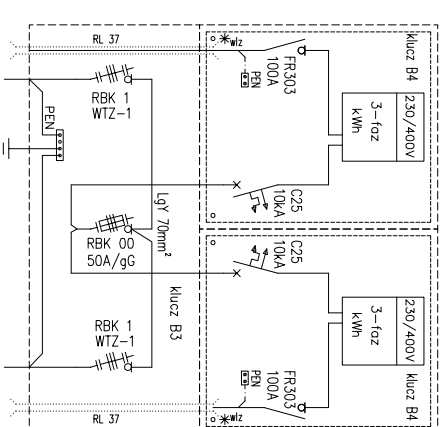 RL 37
wlz
klucz B4
FR303
100A
230/400V
3-faz
kWh
PEN
RBK 1
WTZ-1
PEN
C25
10kA
LgY 70mm²
RBK 00
50A/gG
klucz B3
C25
10kA
230/400V
3-faz
kWh
klucz B4
RBK 1
WTZ-1
PEN
FR303
100A
wlz
RL 37